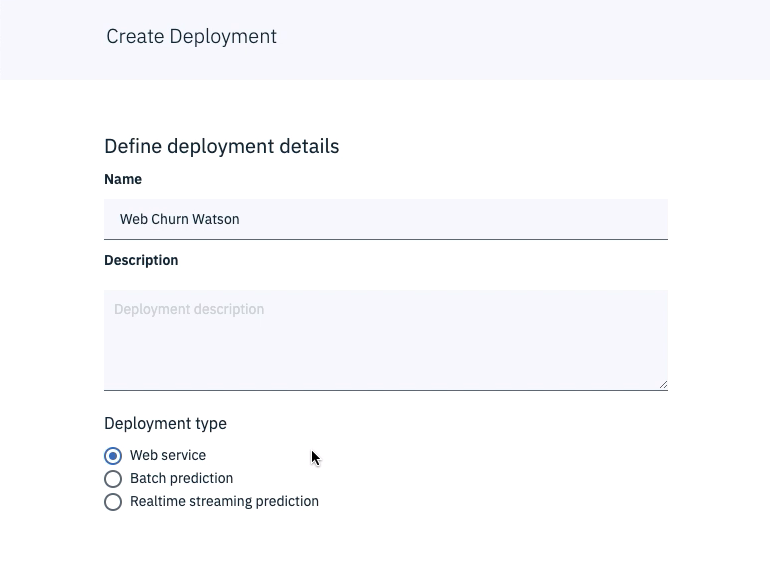 Create Deployment
Define deployment details
Name
Web Churn Watson
Description
Deployment description
Deployment type
Web service
Batch prediction
Realtime streaming prediction